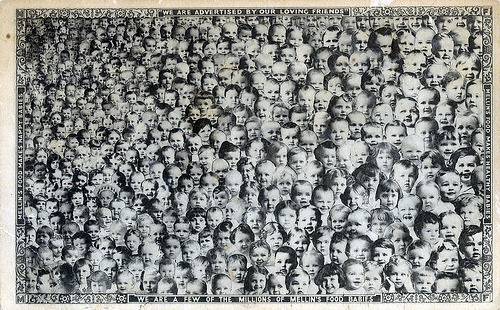 "WE ARE ADVERTISED BY OUR LOVING FRIENDS"
MELLIN'S FOOD MAKES HAPPY BABIES
MELLIN'S FOOD MAKES HEALTHY BABIES
WE ARE A FEW OF THE MILLIONS OF MELLIN'S FOOD BABIES